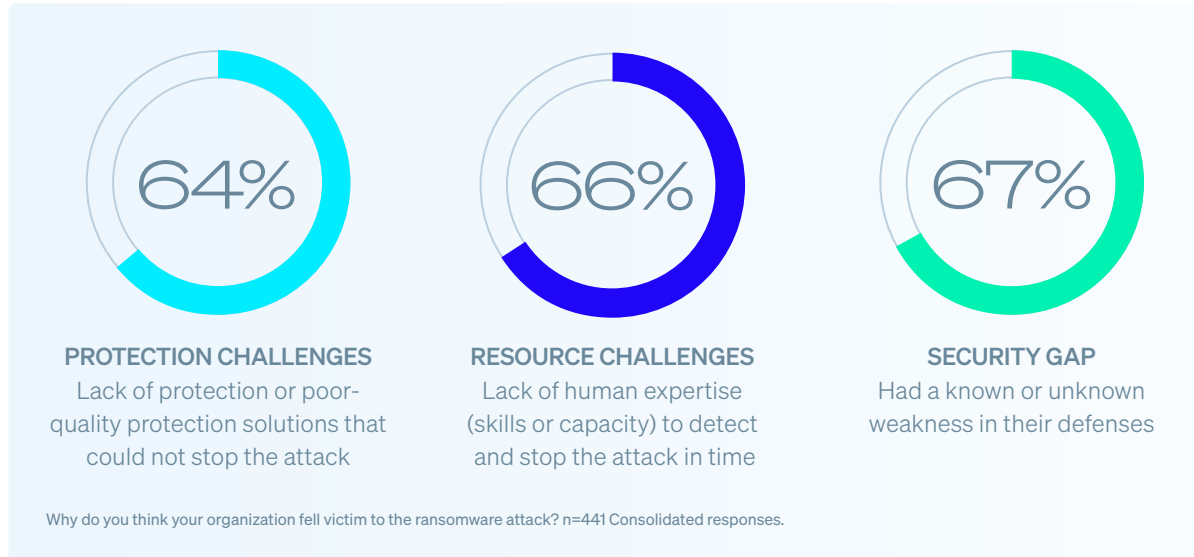 64%
PROTECTION CHALLENGES
Lack of protection or poor-
quality protection solutions that
could not stop the attack
66%
RESOURCE CHALLENGES
Lack of human expertise
(skills or capacity) to detect
and stop the attack in time
67%
SECURITY GAP
Had a known or unknown
weakness in their defenses
Why do you think your organization fell victim to the ransomware attack? n=441 Consolidated responses.